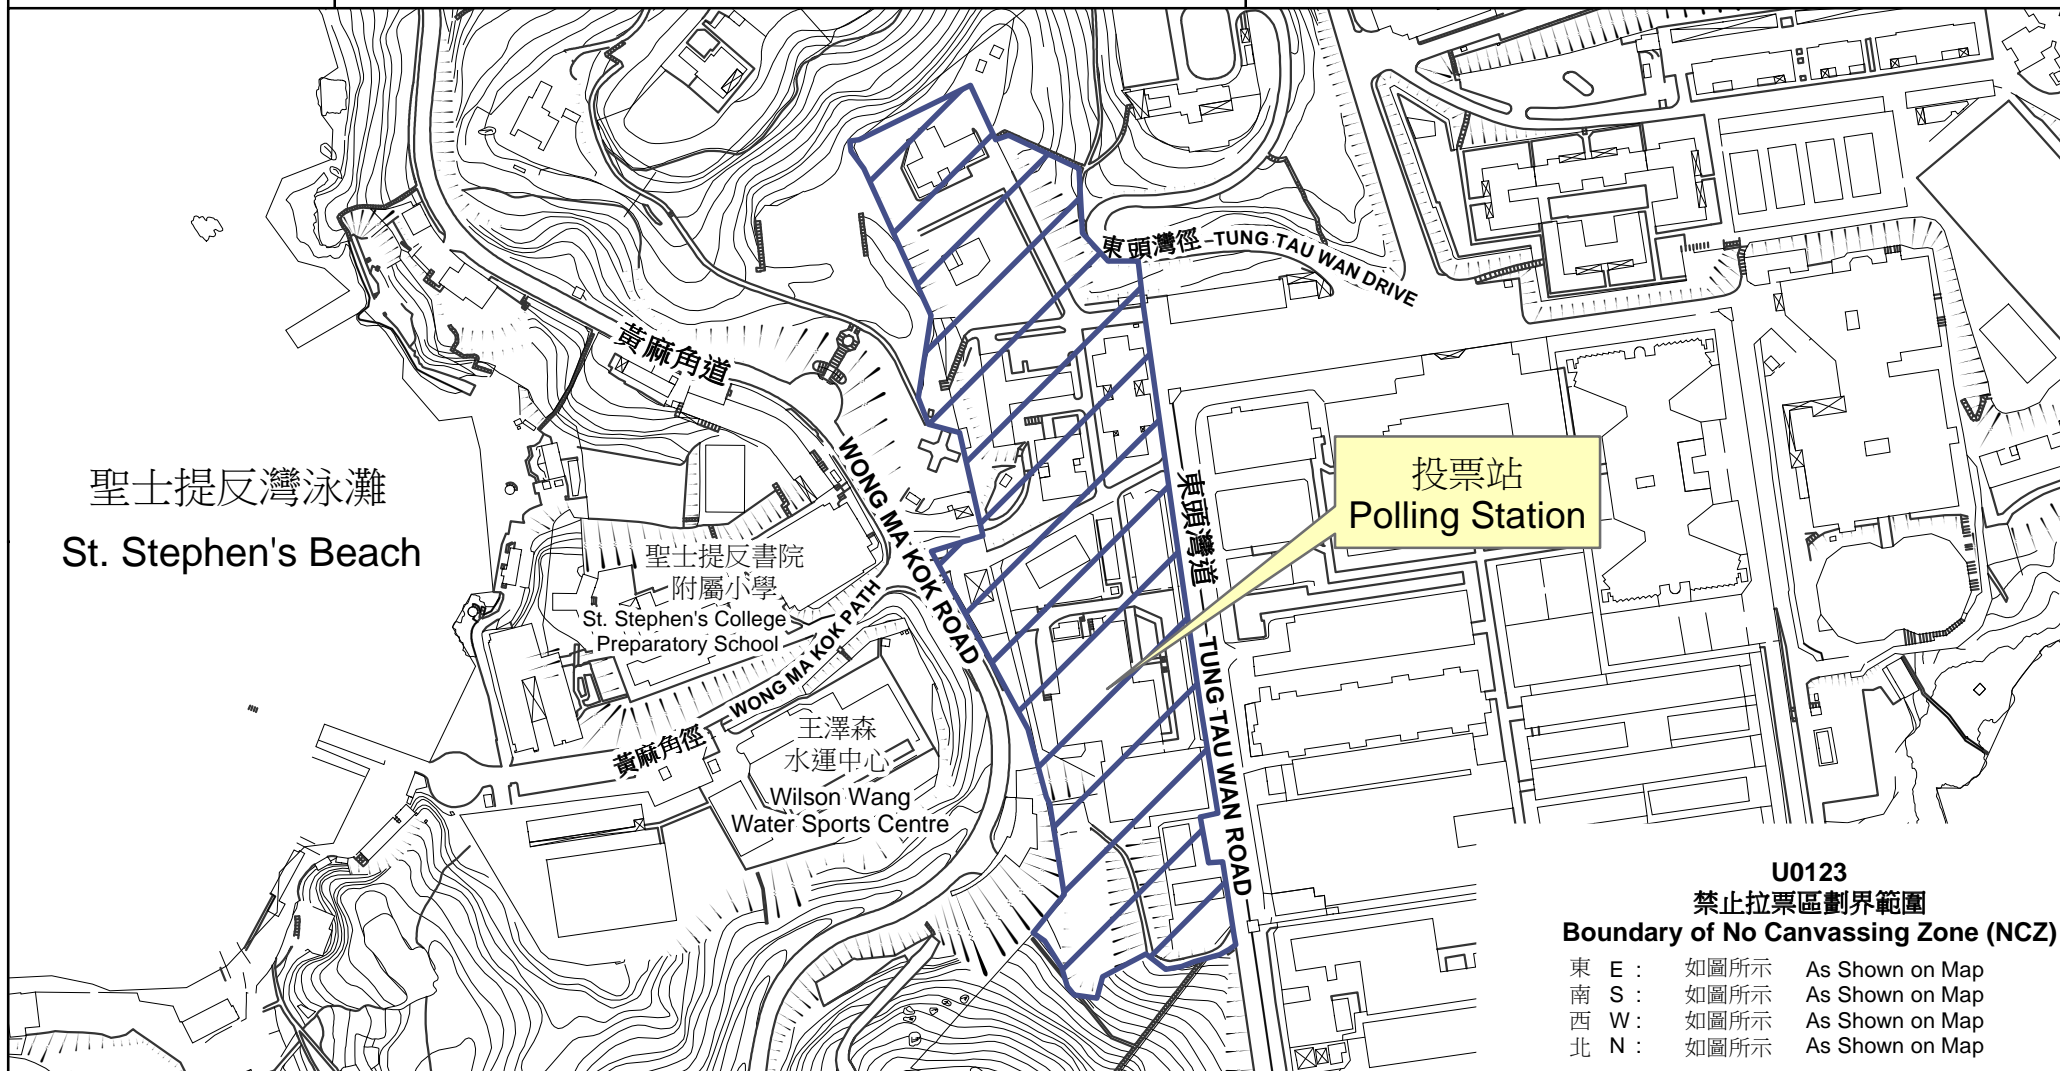 東頭灣徑 TUNG TAU WAN DRIVE
黃麻角道
WONG MA KOK ROAD
聖士提反灣泳灘
St. Stephen's Beach
投票站
Polling Station
東頭灣道
TUNG TAU WAN ROAD
聖士提反書院
附屬小學
St. Stephen's College
Preparatory School
黃麻角徑 WONG MA KOK PATH
王澤森
水運中心
Wilson Wang
Water Sports Centre
U0123
禁止拉票區劃界範圍
Boundary of No Canvassing Zone (NCZ)
東 E : 如圖所示 As Shown on Map
南 S : 如圖所示 As Shown on Map
西 W : 如圖所示 As Shown on Map
北 N : 如圖所示 As Shown on Map